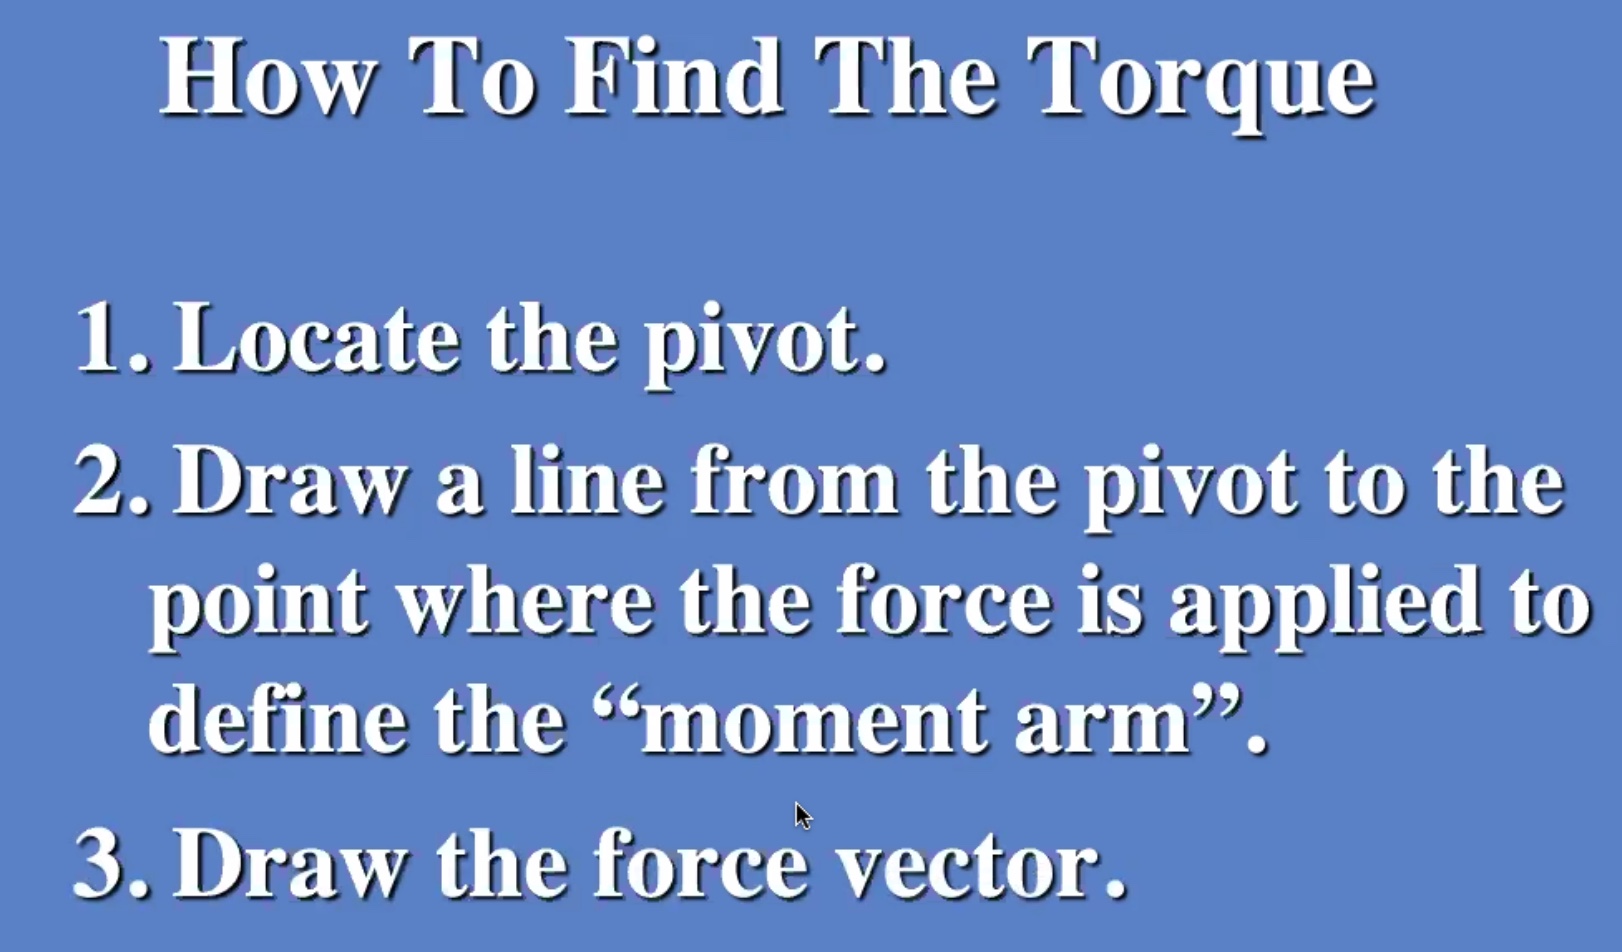 How To Find The Torque
1. Locate the pivot.
2. Draw a line from the pivot to the
point where the force is applied to
define the “moment arm”.
3. Draw the force vector.